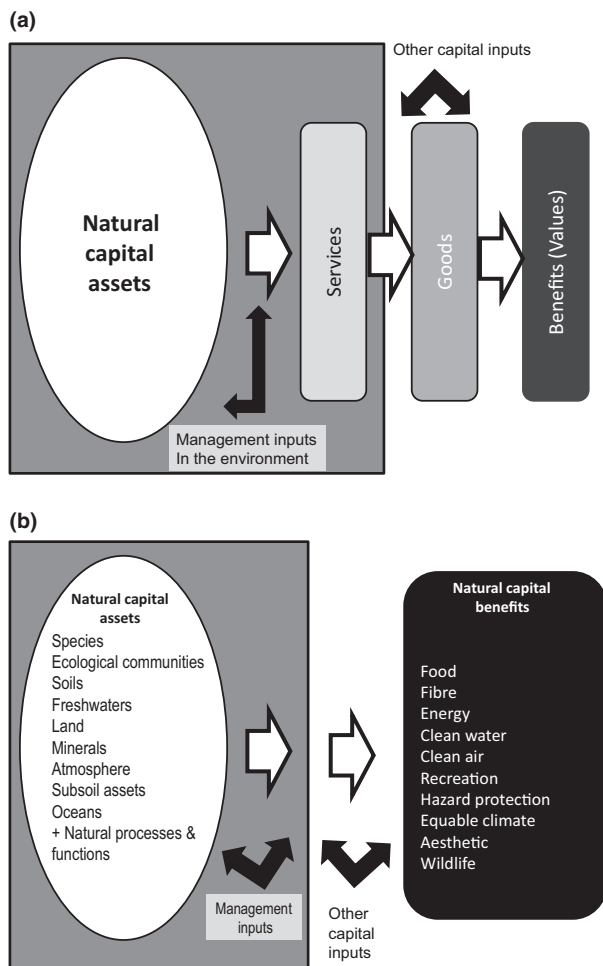 (a)
Other capital inputs
Natural
capital
assets
Services
Goods
Benefits (Values)
Management inputs
In the environment
(b)
Natural capital
assets
Species
Ecological communities
Soils
Freshwaters
Land
Minerals
Atmosphere
Subsoil assets
Oceans
+ Natural processes &
functions
Management
inputs
Other
capital
inputs
Natural capital
benefits
Food
Fibre
Energy
Clean water
Clean air
Recreation
Hazard protection
Equable climate
Aesthetic
Wildlife